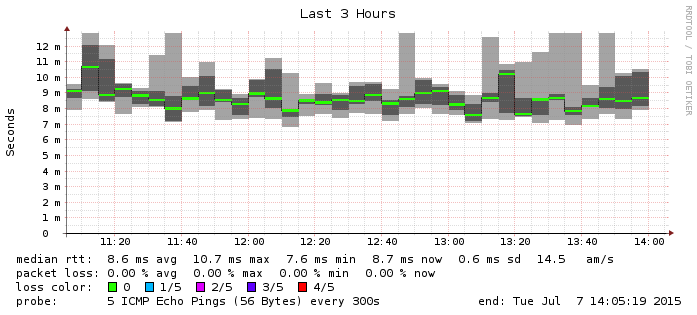 Last 3 Hours
RRDTOOL / TOBI OETIKER
Seconds
12 m
11 m
10 m
9 m
8 m
7 m
6 m
5 m
4 m
3 m
2 m
1 m
0
11:20 11:40 12:00 12:20 12:40 13:00 13:20 13:40 14:00
median rtt: 8.6 ms avg 10.7 ms max 7.6 ms min 8.7 ms now 0.6 ms sd 14.5 am/s
packet loss: 0.00 % avg 0.00 % max 0.00 % min 0.00 % now
loss color: 0 1/5 2/5 3/5 4/5
probe: 5 ICMP Echo Pings (56 Bytes) every 300s end: Tue Jul 7 14:05:19 2015